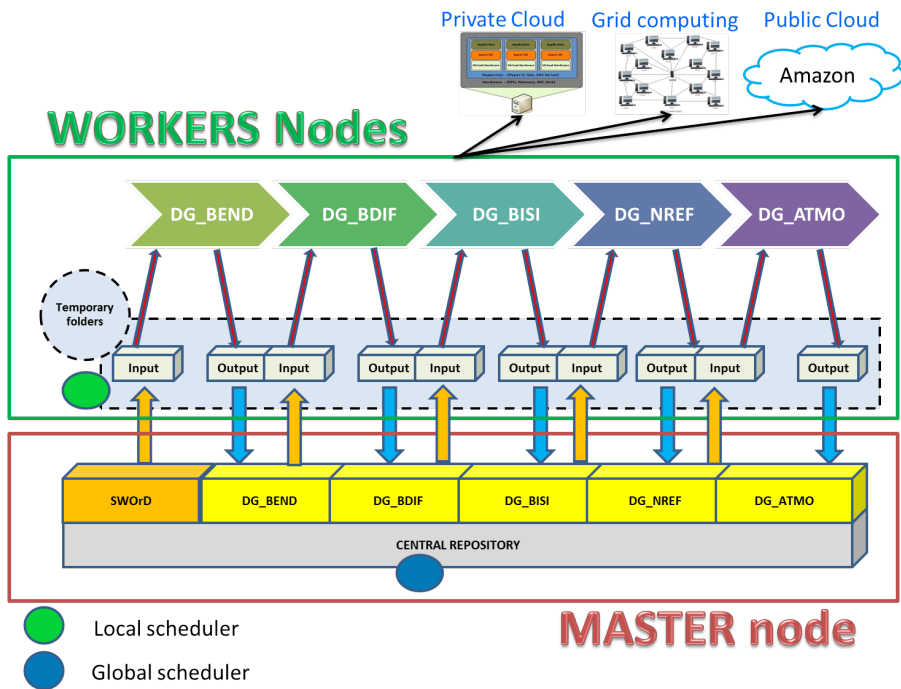 Private Cloud
Grid computing
Public Cloud
Amazon
WORKERS Nodes
DG_BEND
DG_BDIF
DG_BISI
DG_NREF
DG_ATMO
Temporary
folders
Input
Output
Input
Output
Input
Output
Input
Output
Input
Output
SWOrD
DG_BEND
DG_BDIF
DG_BISI
DG_NREF
DG_ATMO
CENTRAL REPOSITORY
MASTER node
Local scheduler
Global scheduler